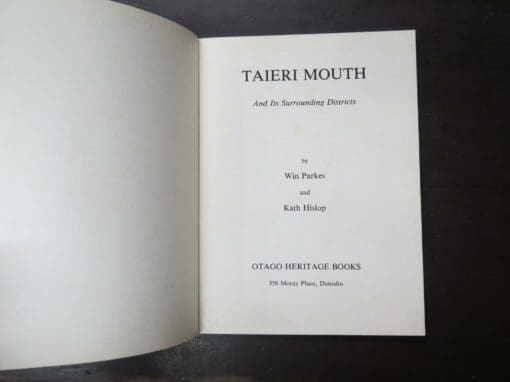 TAIERI MOUTH
And Its Surrounding Districts
by
Win Parkes
and
Kath Hislop
OTAGO HERITAGE BOOKS
356 Moray Place, Dunedin